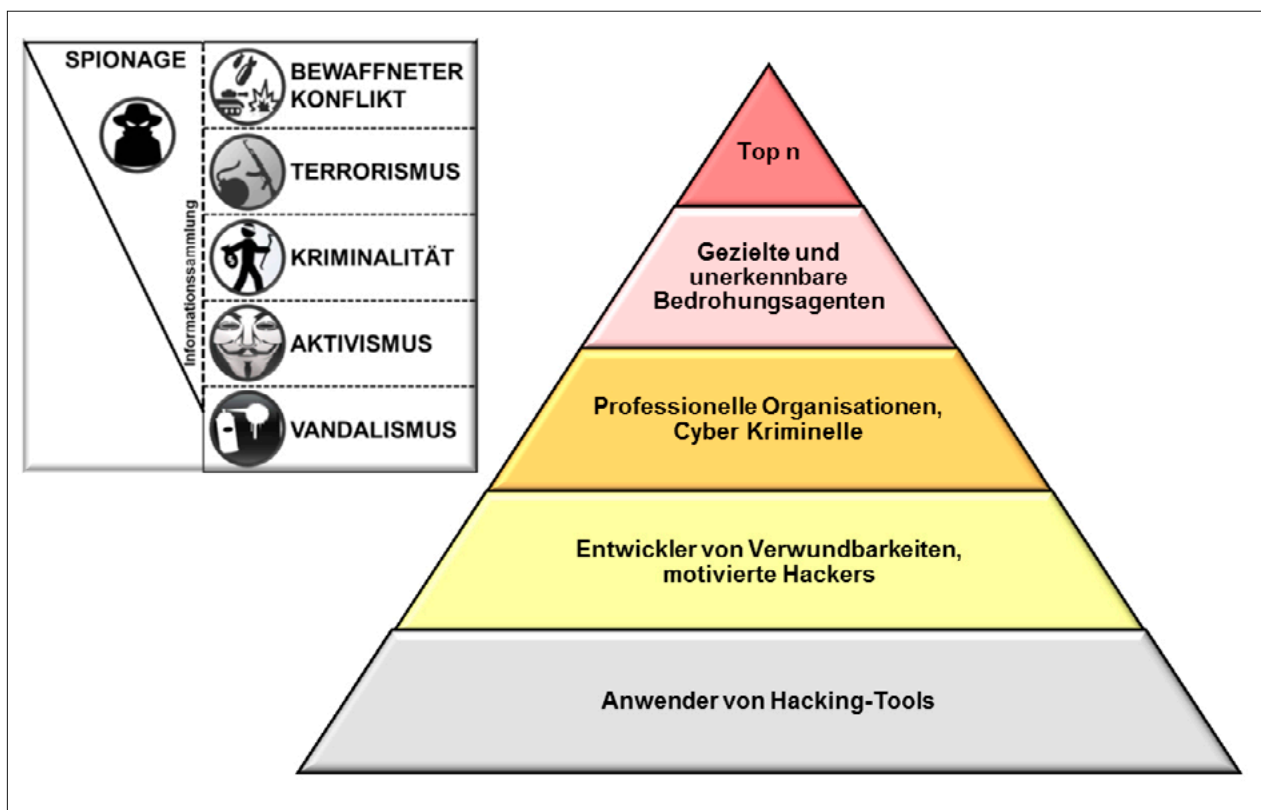 SPIONAGE
Informationssammlung
BEWAFFNETER
KONFLIKT
TERRORISMUS
KRIMINALITÄT
AKTIVISMUS
VANDALISMUS
Top n
Gezielte und
unerkennbare
Bedrohungsagenten
Professionelle Organisationen,
Cyber Kriminelle
Entwickler von Verwundbarkeiten,
motivierte Hackers
Anwender von Hacking-Tools